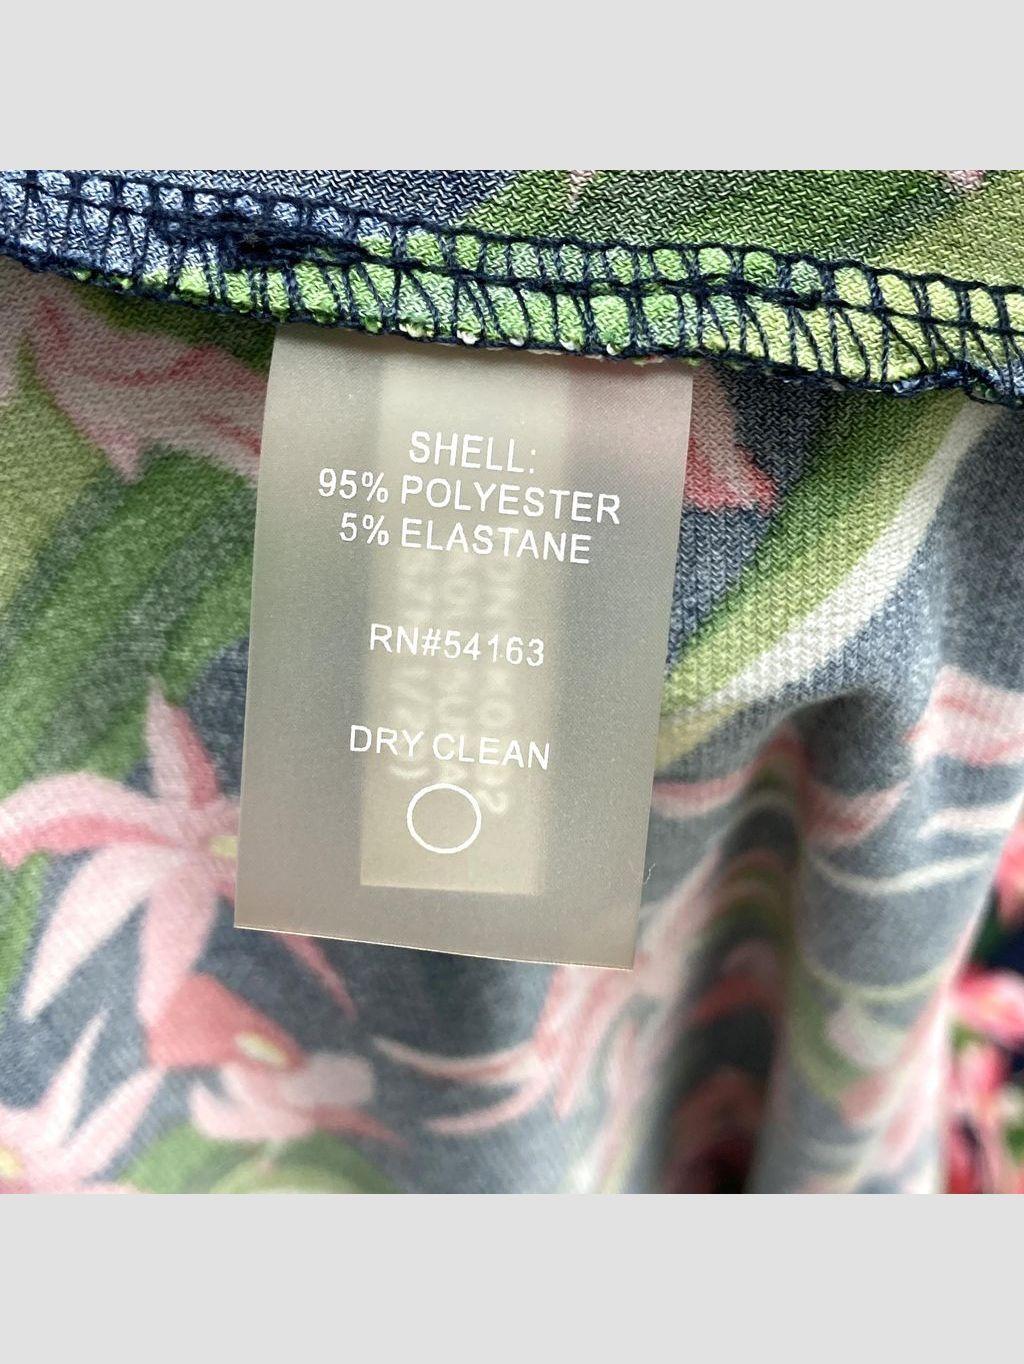 SHELL:
95% POLYESTER
5% ELASTANE
RN#54163
DRY CLEAN